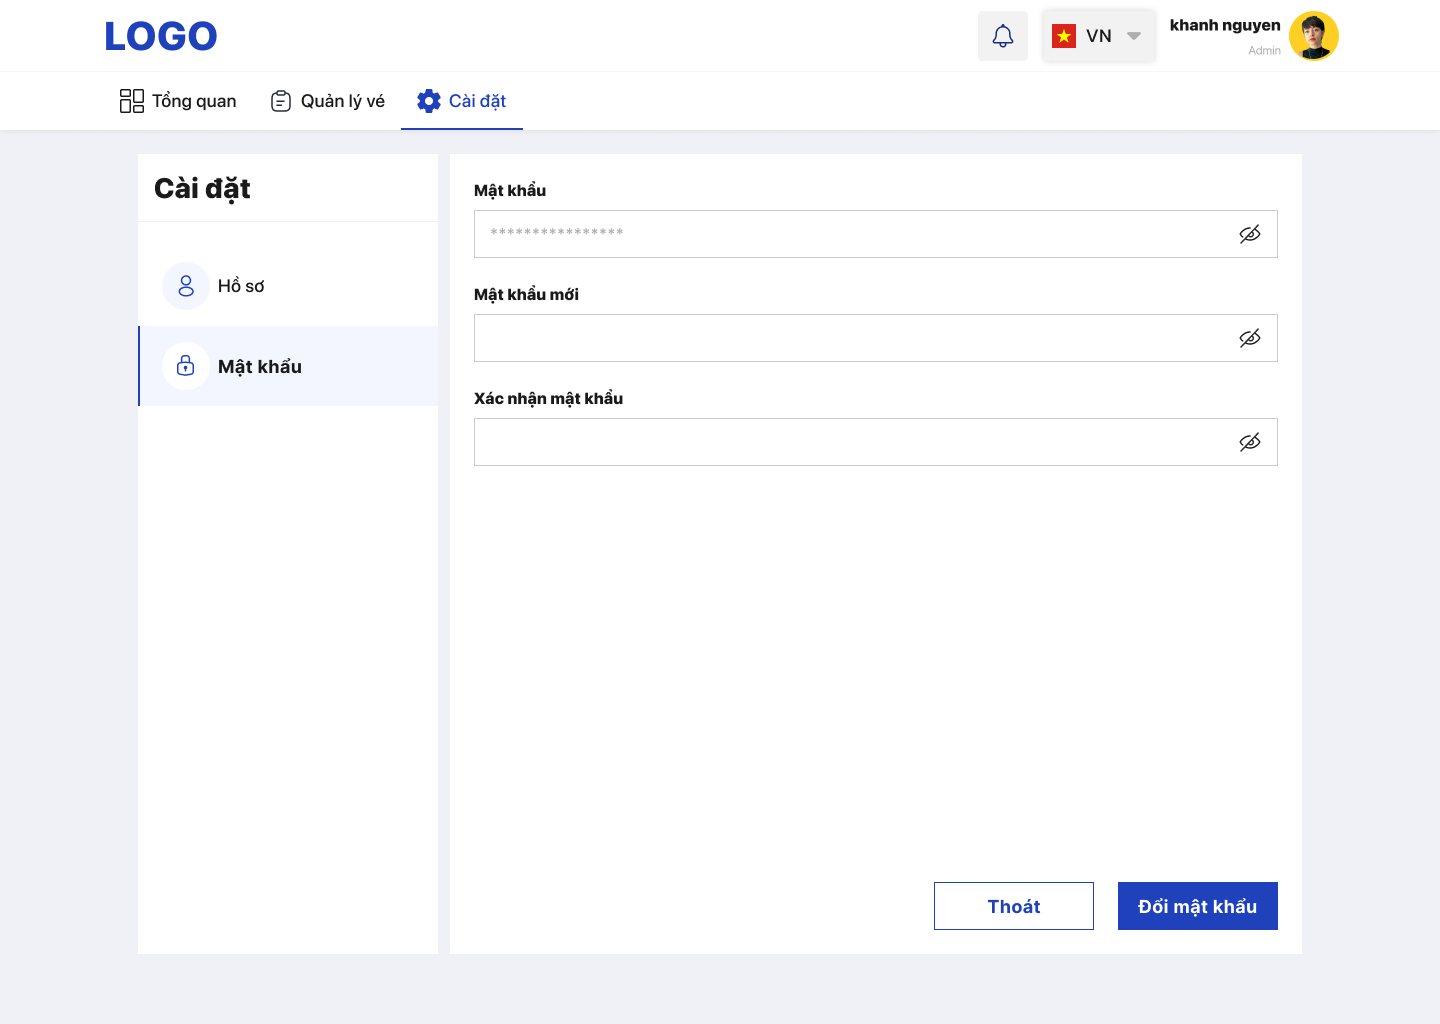 LOGO
VN
khanh nguyen
Admin
Tổng quan
Quản lý vé
Cài đặt
Cài đặt
Hồ sơ
Mật khẩu
Mật khẩu
****************
Mật khẩu mới
Xác nhận mật khẩu
Thoát
Đổi mật khẩu